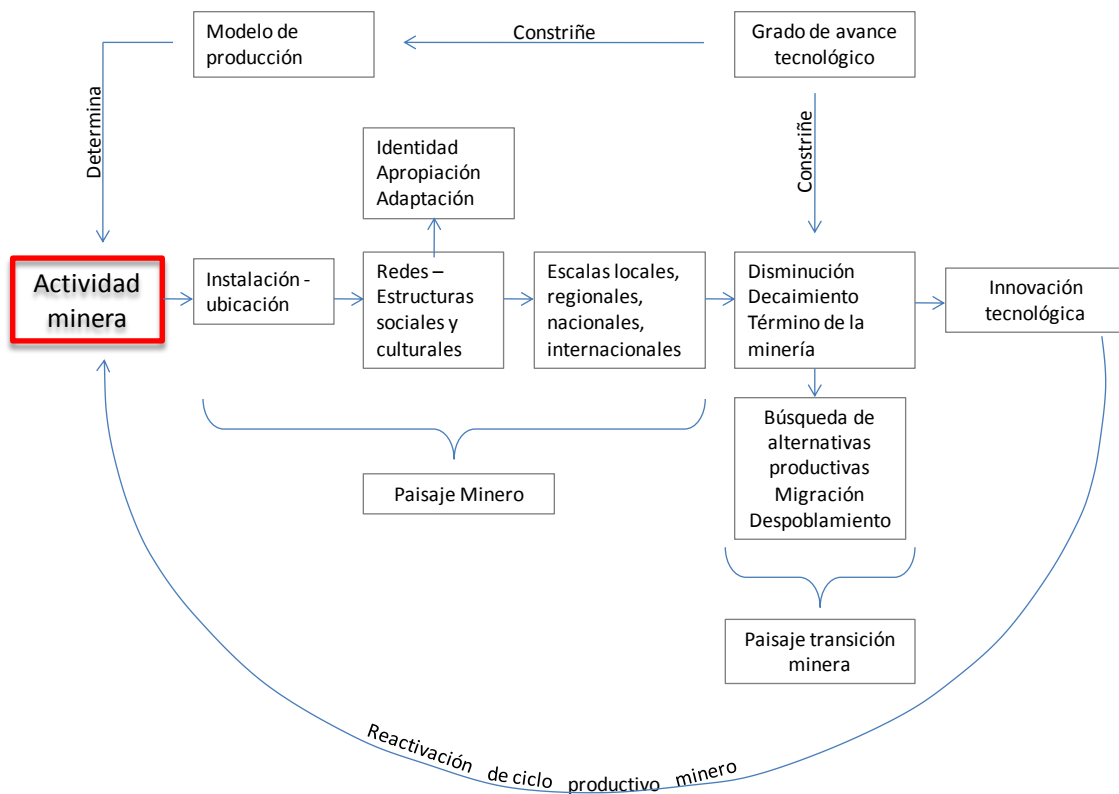 Modelo de
producción
Constriñe
Grado de avance
tecnológico
Determina
Constriñe
Identidad
Apropiación
Adaptación
Actividad
minera
Instalación -
ubicación
Redes –
Estructuras
sociales y
culturales
Escalas locales,
regionales,
nacionales,
internacionales
Disminución
Decaimiento
Término de la
minería
Innovación
tecnológica
Búsqueda de
alternativas
productivas
Migración
Despoblamiento
Paisaje Minero
Paisaje transición
minera
Reactivación de ciclo productivo minero